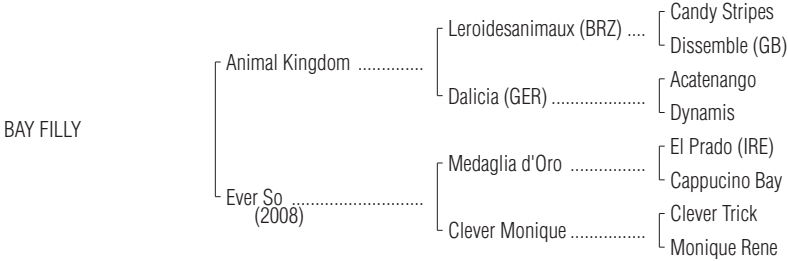 Candy Stripes
Leroidesanimaux (BRZ) ....
Dissemble (GB)
Animal Kingdom ..............
Acatenango
Dalicia (GER) ....................
Dynamis
BAY FILLY
El Prado (IRE)
Medaglia d'Oro ................
Cappucino Bay
Ever So ............................
(2008)
Clever Trick
Clever Monique ................
Monique Rene